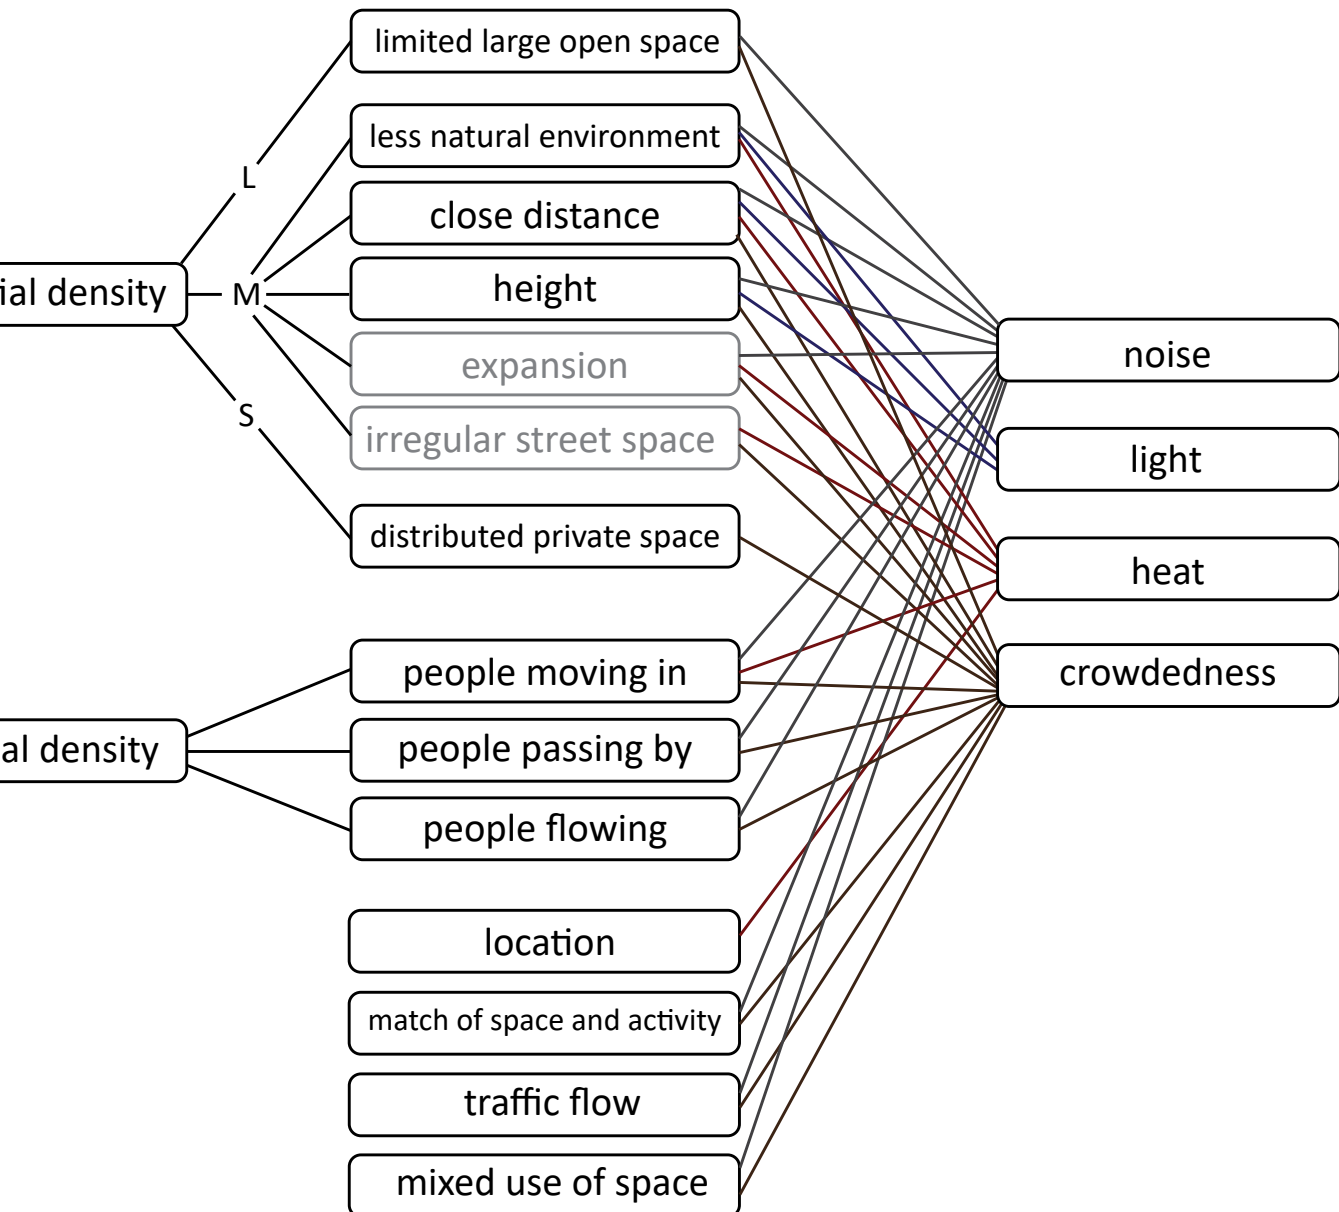 limited large open space
less natural environment
L
close distance
height
density
M
expansion
noise
S
irregular street space
light
distributed private space
heat
people moving in
crowdedness
people passing by
density
people flowing
location
match of space and activity
traffic flow
mixed use of space